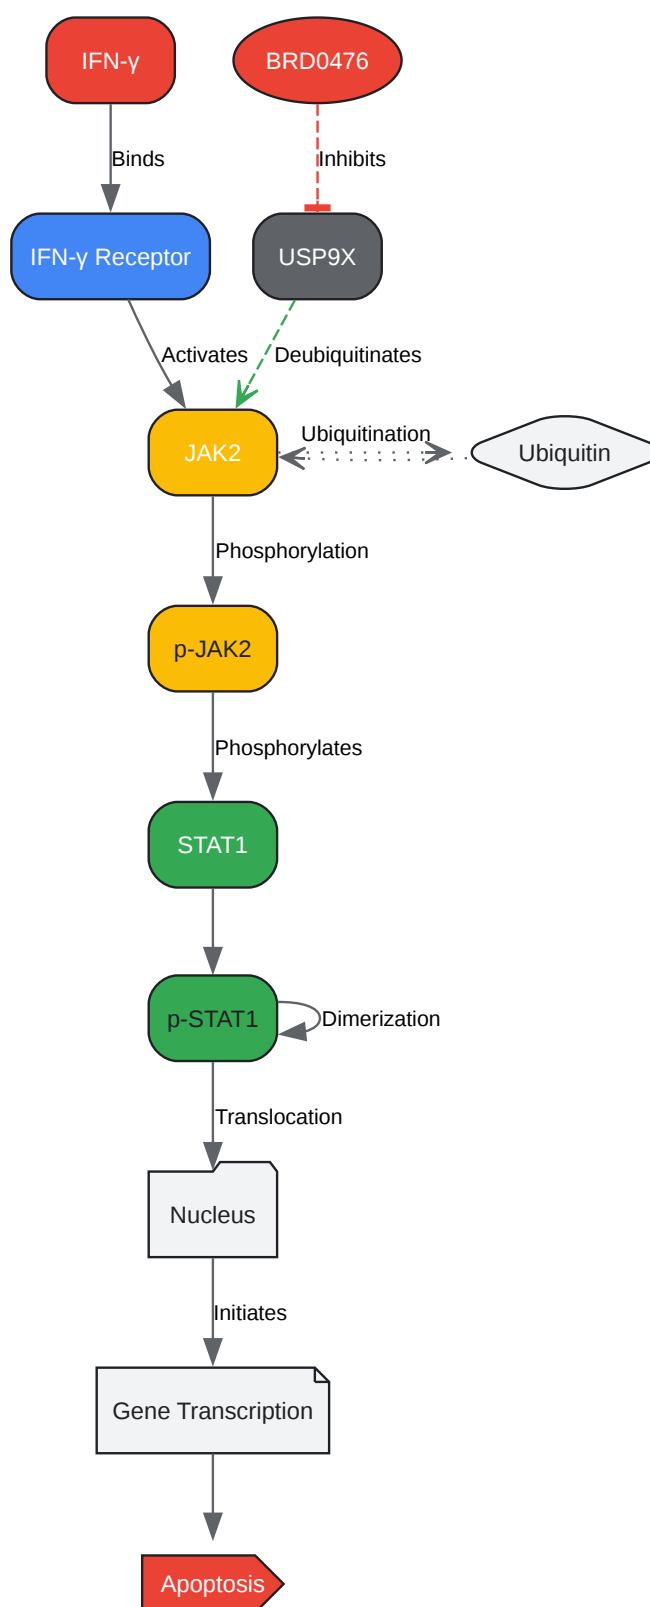 IFN-γ
BRD0476
Binds
Inhibits
IFN-γ Receptor
USP9X
Activates
Deubiquitinates
JAK2
Ubiquitination
Ubiquitin
Phosphorylation
p-JAK2
Phosphorylates
STAT1
p-STAT1
Dimerization
Translocation
Nucleus
Initiates
Gene Transcription
Apoptosis